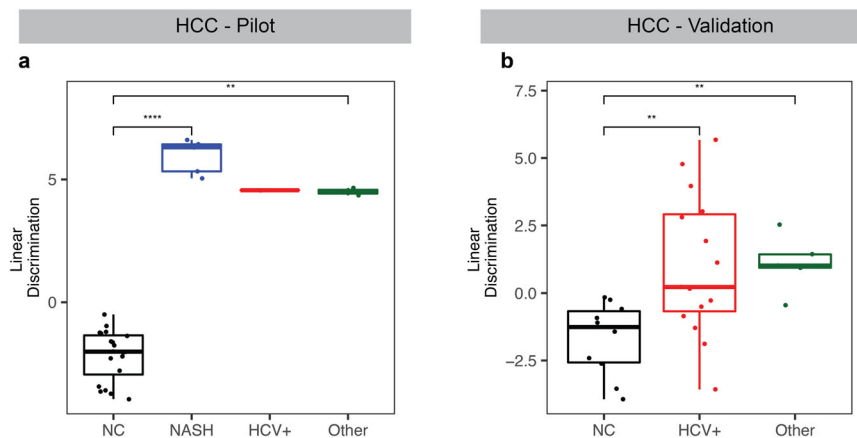 HCC - Pilot
HCC - Validation
a
b
**
****
5
0
Linear
Discrimination
NC NASH HCV+ Other
**
**
7.5
5.0
2.5
0.0
−2.5
Linear
Discrimination
NC HCV+ Other